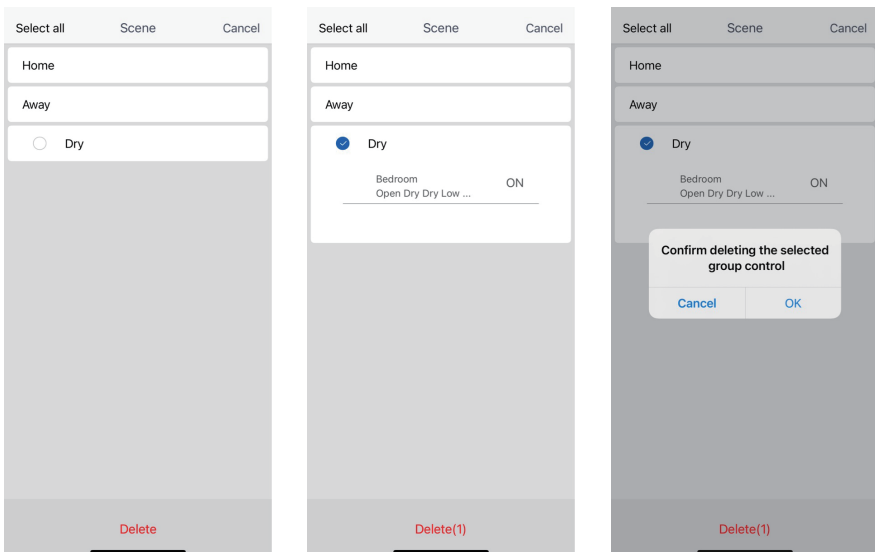 Select all Scene Cancel
Home
Away
Dry
Delete
Select all Scene Cancel
Home
Away
Dry
Bedroom
Open Dry Dry Low ... ON
Delete(1)
Select all Scene Cancel
Home
Away
Dry
Bedroom
Open Dry Dry Low ... ON
Confirm deleting the selected
group control
Cancel OK
Delete(1)